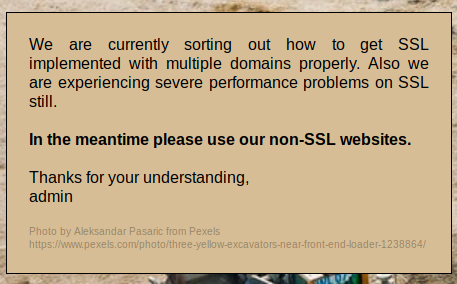 We are currently sorting out how to get SSL
implemented with multiple domains properly. Also we
are experiencing severe performance problems on SSL
still.
In the meantime please use our non-SSL websites.
Thanks for your understanding,
admin
Photo by Aleksandar Pasaric from Pexels
https://www.pexels.com/photo/three-yellow-excavators-near-front-end-loader-1238864/